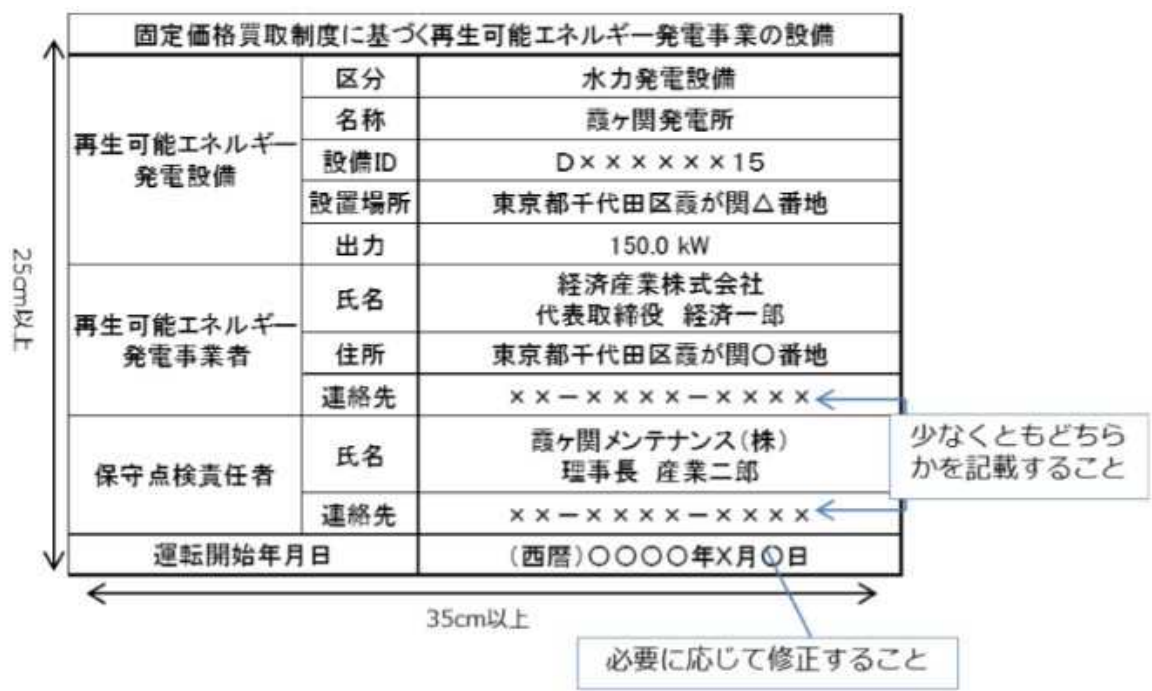 固定価格買取制度に基づく再生可能エネルギー発電事業の設備
再生可能エネルギー
発電設備
区分
水力発電設備
名称
霞ヶ関発電所
設備ID
D××××××15
設置場所
東京都千代田区霞が関△番地
出力
150.0 kW
再生可能エネルギー
発電事業者
氏名
経済産業株式会社
代表取締役 経済一郎
住所
東京都千代田区霞が関○番地
連絡先
××-××××-××××
保守点検責任者
氏名
霞ヶ関メンテナンス(株)
理事長 産業二郎
連絡先
××-××××-××××
少なくともどちら
かを記載すること
運転開始年月日
(西暦)○○○○年X月○日
25cm以上
35cm以上
必要に応じて修正すること